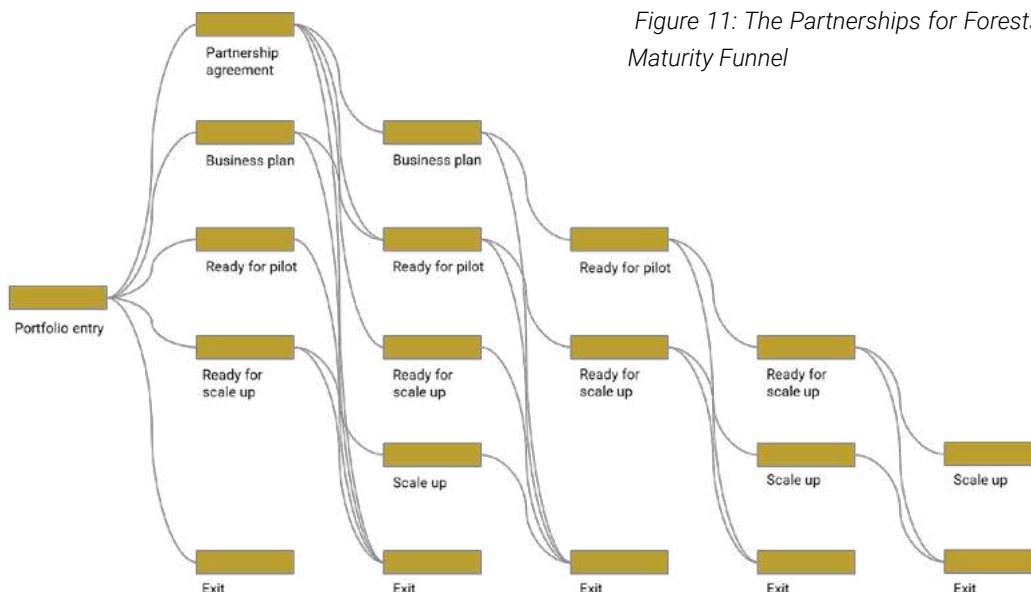 Figure 11: The Partnerships for Forests
Maturity Funnel
Partnership
agreement
Business plan
Business plan
Ready for pilot
Ready for pilot
Ready for pilot
Portfolio entry
Ready for
scale up
Ready for
scale up
Ready for
scale up
Ready for
scale up
Scale up
Scale up
Scale up
Exit
Exit
Exit
Exit
Exit